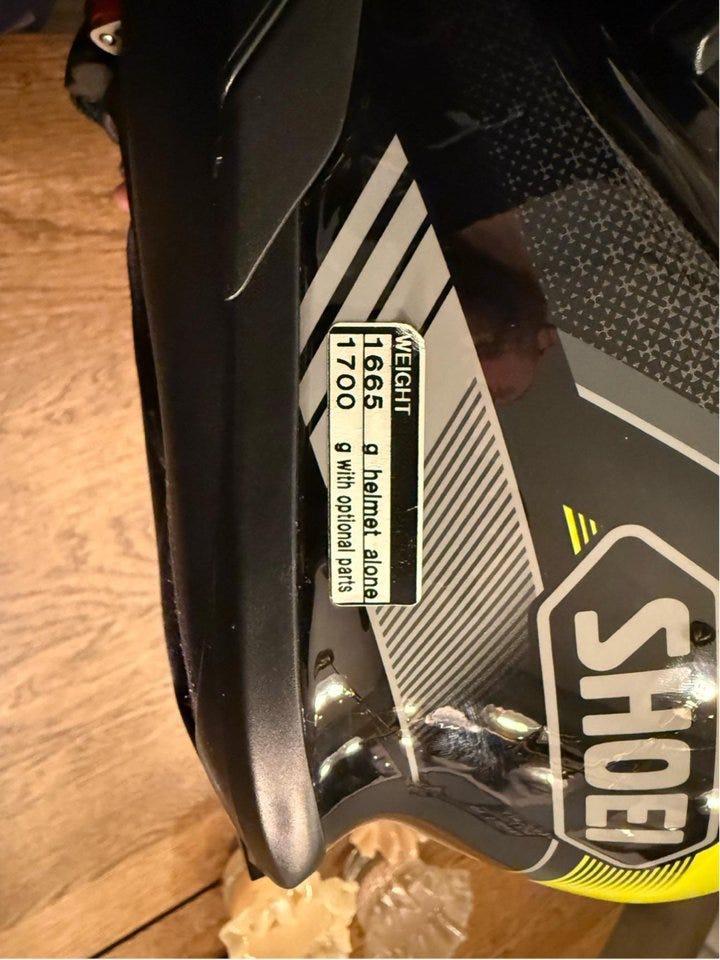 WEIGHT
1665 g helmet alone
1700 g with optional parts
SHOEI